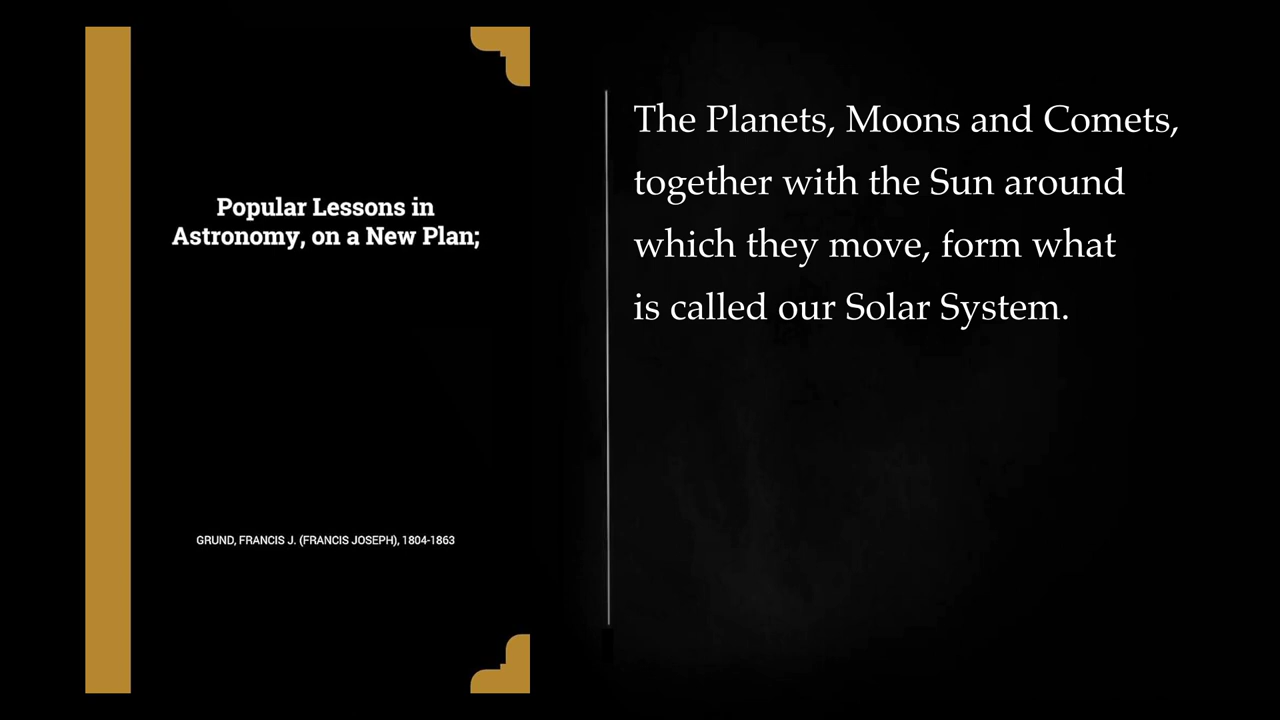 Popular Lessons in
Astronomy, on a New Plan;
GRUND, FRANCIS J. (FRANCIS JOSEPH), 1804-1863
The Planets, Moons and Comets,
together with the Sun around
which they move, form what
is called our Solar System.